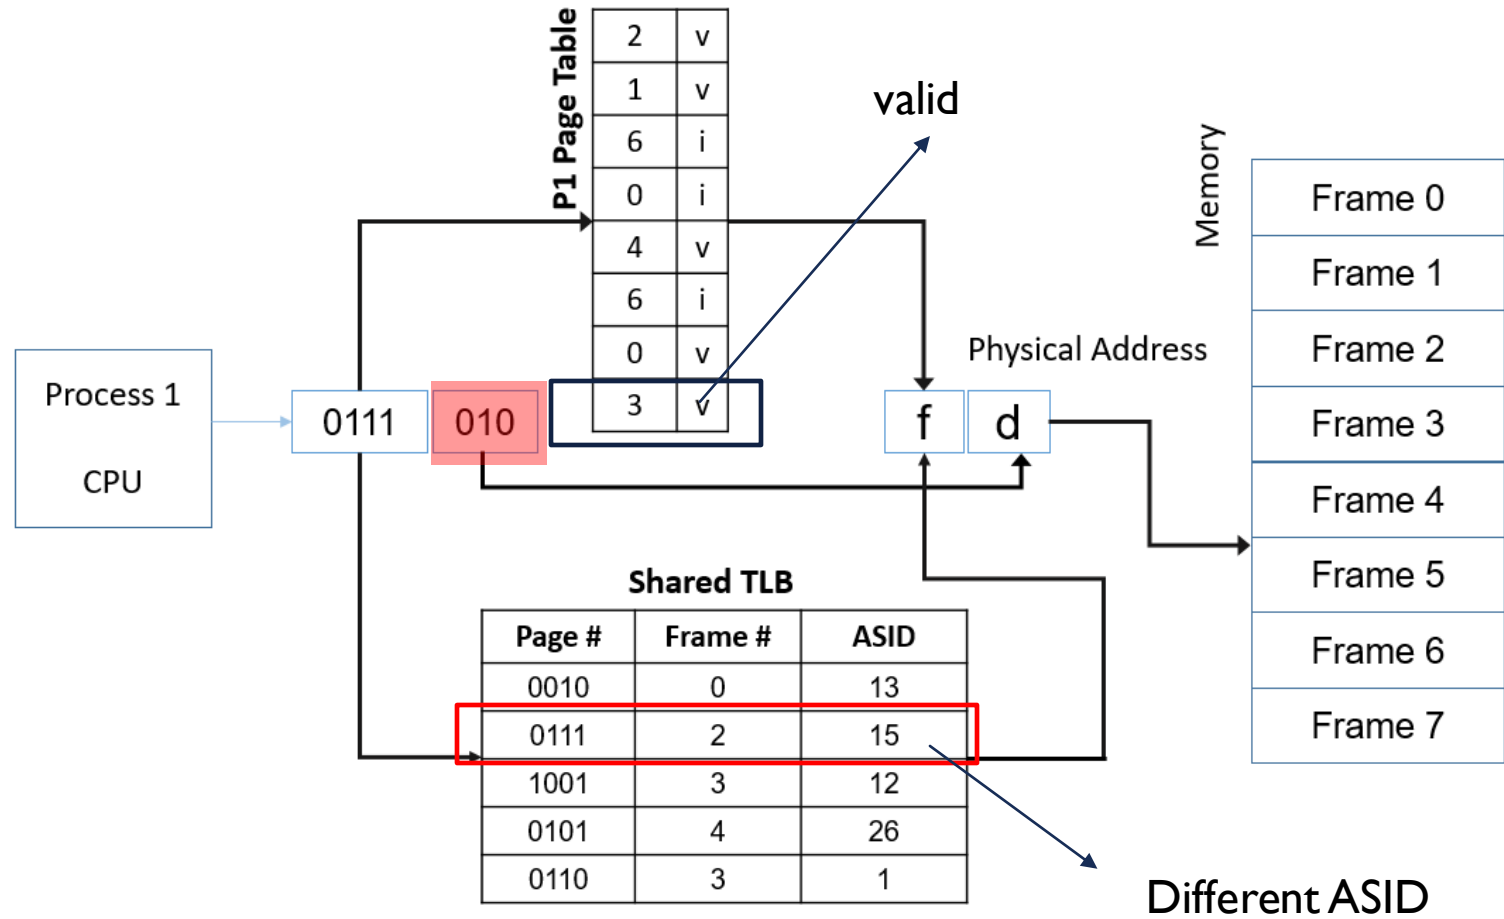 P1 Page Table
2 v
1 v
6 i
0 i
4 v
6 i
0 v
3 v
valid
Memory
Frame 0
Frame 1
Frame 2
Frame 3
Frame 4
Frame 5
Frame 6
Frame 7
Physical Address
Process 1
CPU
0111 010
f d
Shared TLB
Page # Frame # ASID
0010 0 13
0111 2 15
1001 3 12
0101 4 26
0110 3 1
Different ASID